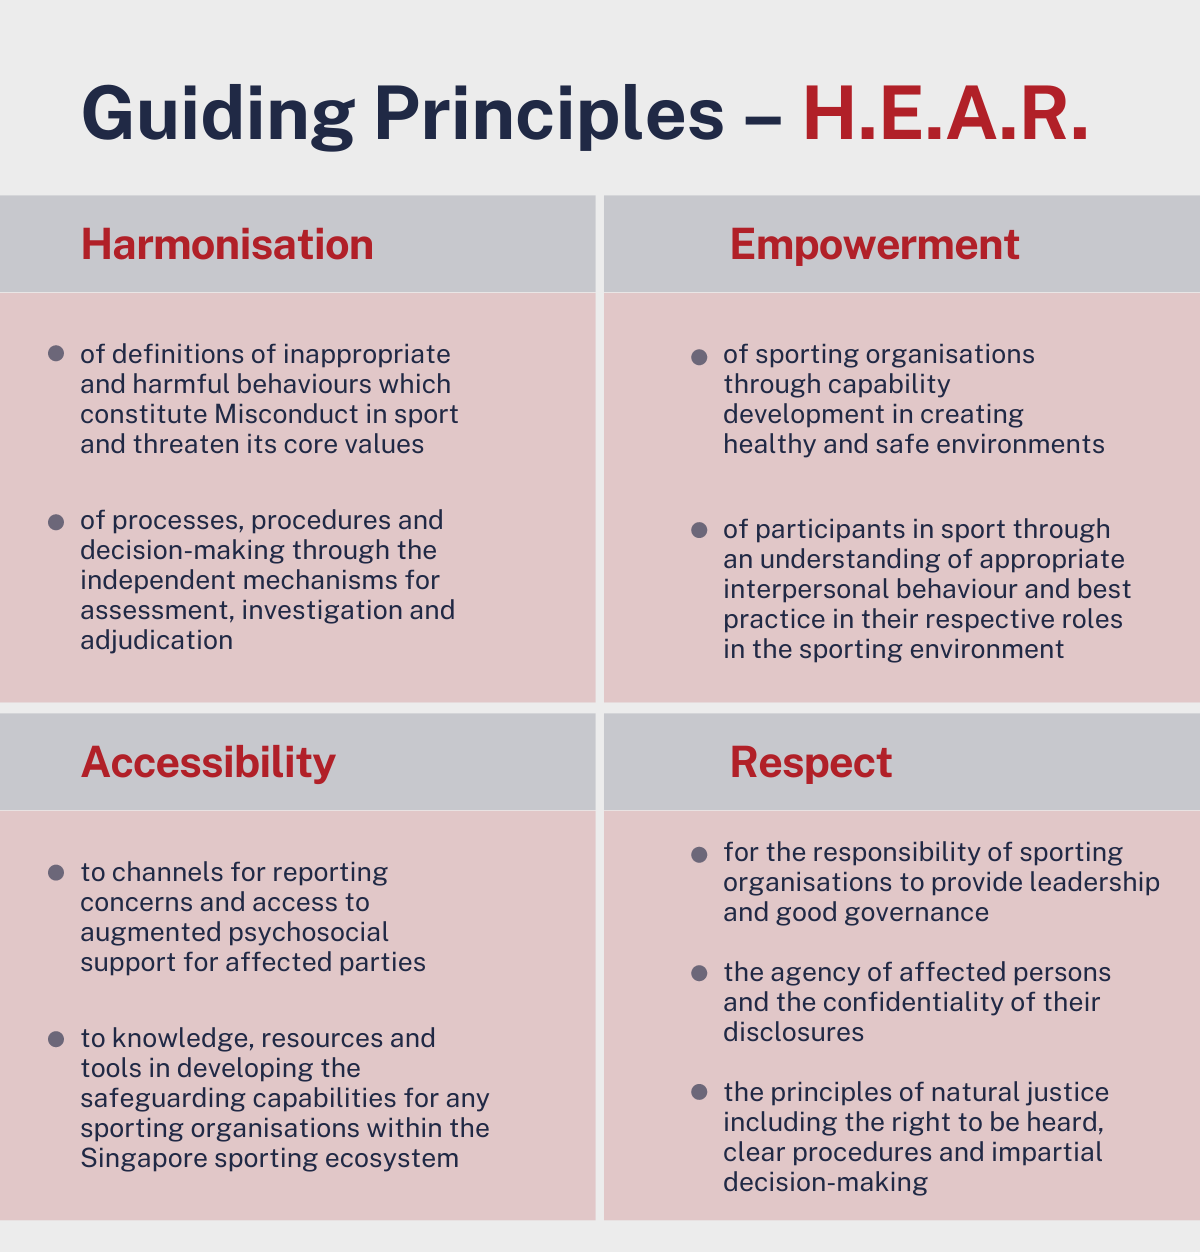 Guiding Principles – H.E.A.R.
Harmonisation
of definitions of inappropriate
and harmful behaviours which
constitute Misconduct in sport
and threaten its core values
of processes, procedures and
decision-making through the
independent mechanisms for
assessment, investigation and
adjudication
Empowerment
of sporting organisations
through capability
development in creating
healthy and safe environments
of participants in sport through
an understanding of appropriate
interpersonal behaviour and best
practice in their respective roles
in the sporting environment
Accessibility
to channels for reporting
concerns and access to
augmented psychosocial
support for affected parties
to knowledge, resources and
tools in developing the
safeguarding capabilities for any
sporting organisations within the
Singapore sporting ecosystem
Respect
for the responsibility of sporting
organisations to provide leadership
and good governance
the agency of affected persons
and the confidentiality of their
disclosures
the principles of natural justice
including the right to be heard,
clear procedures and impartial
decision-making